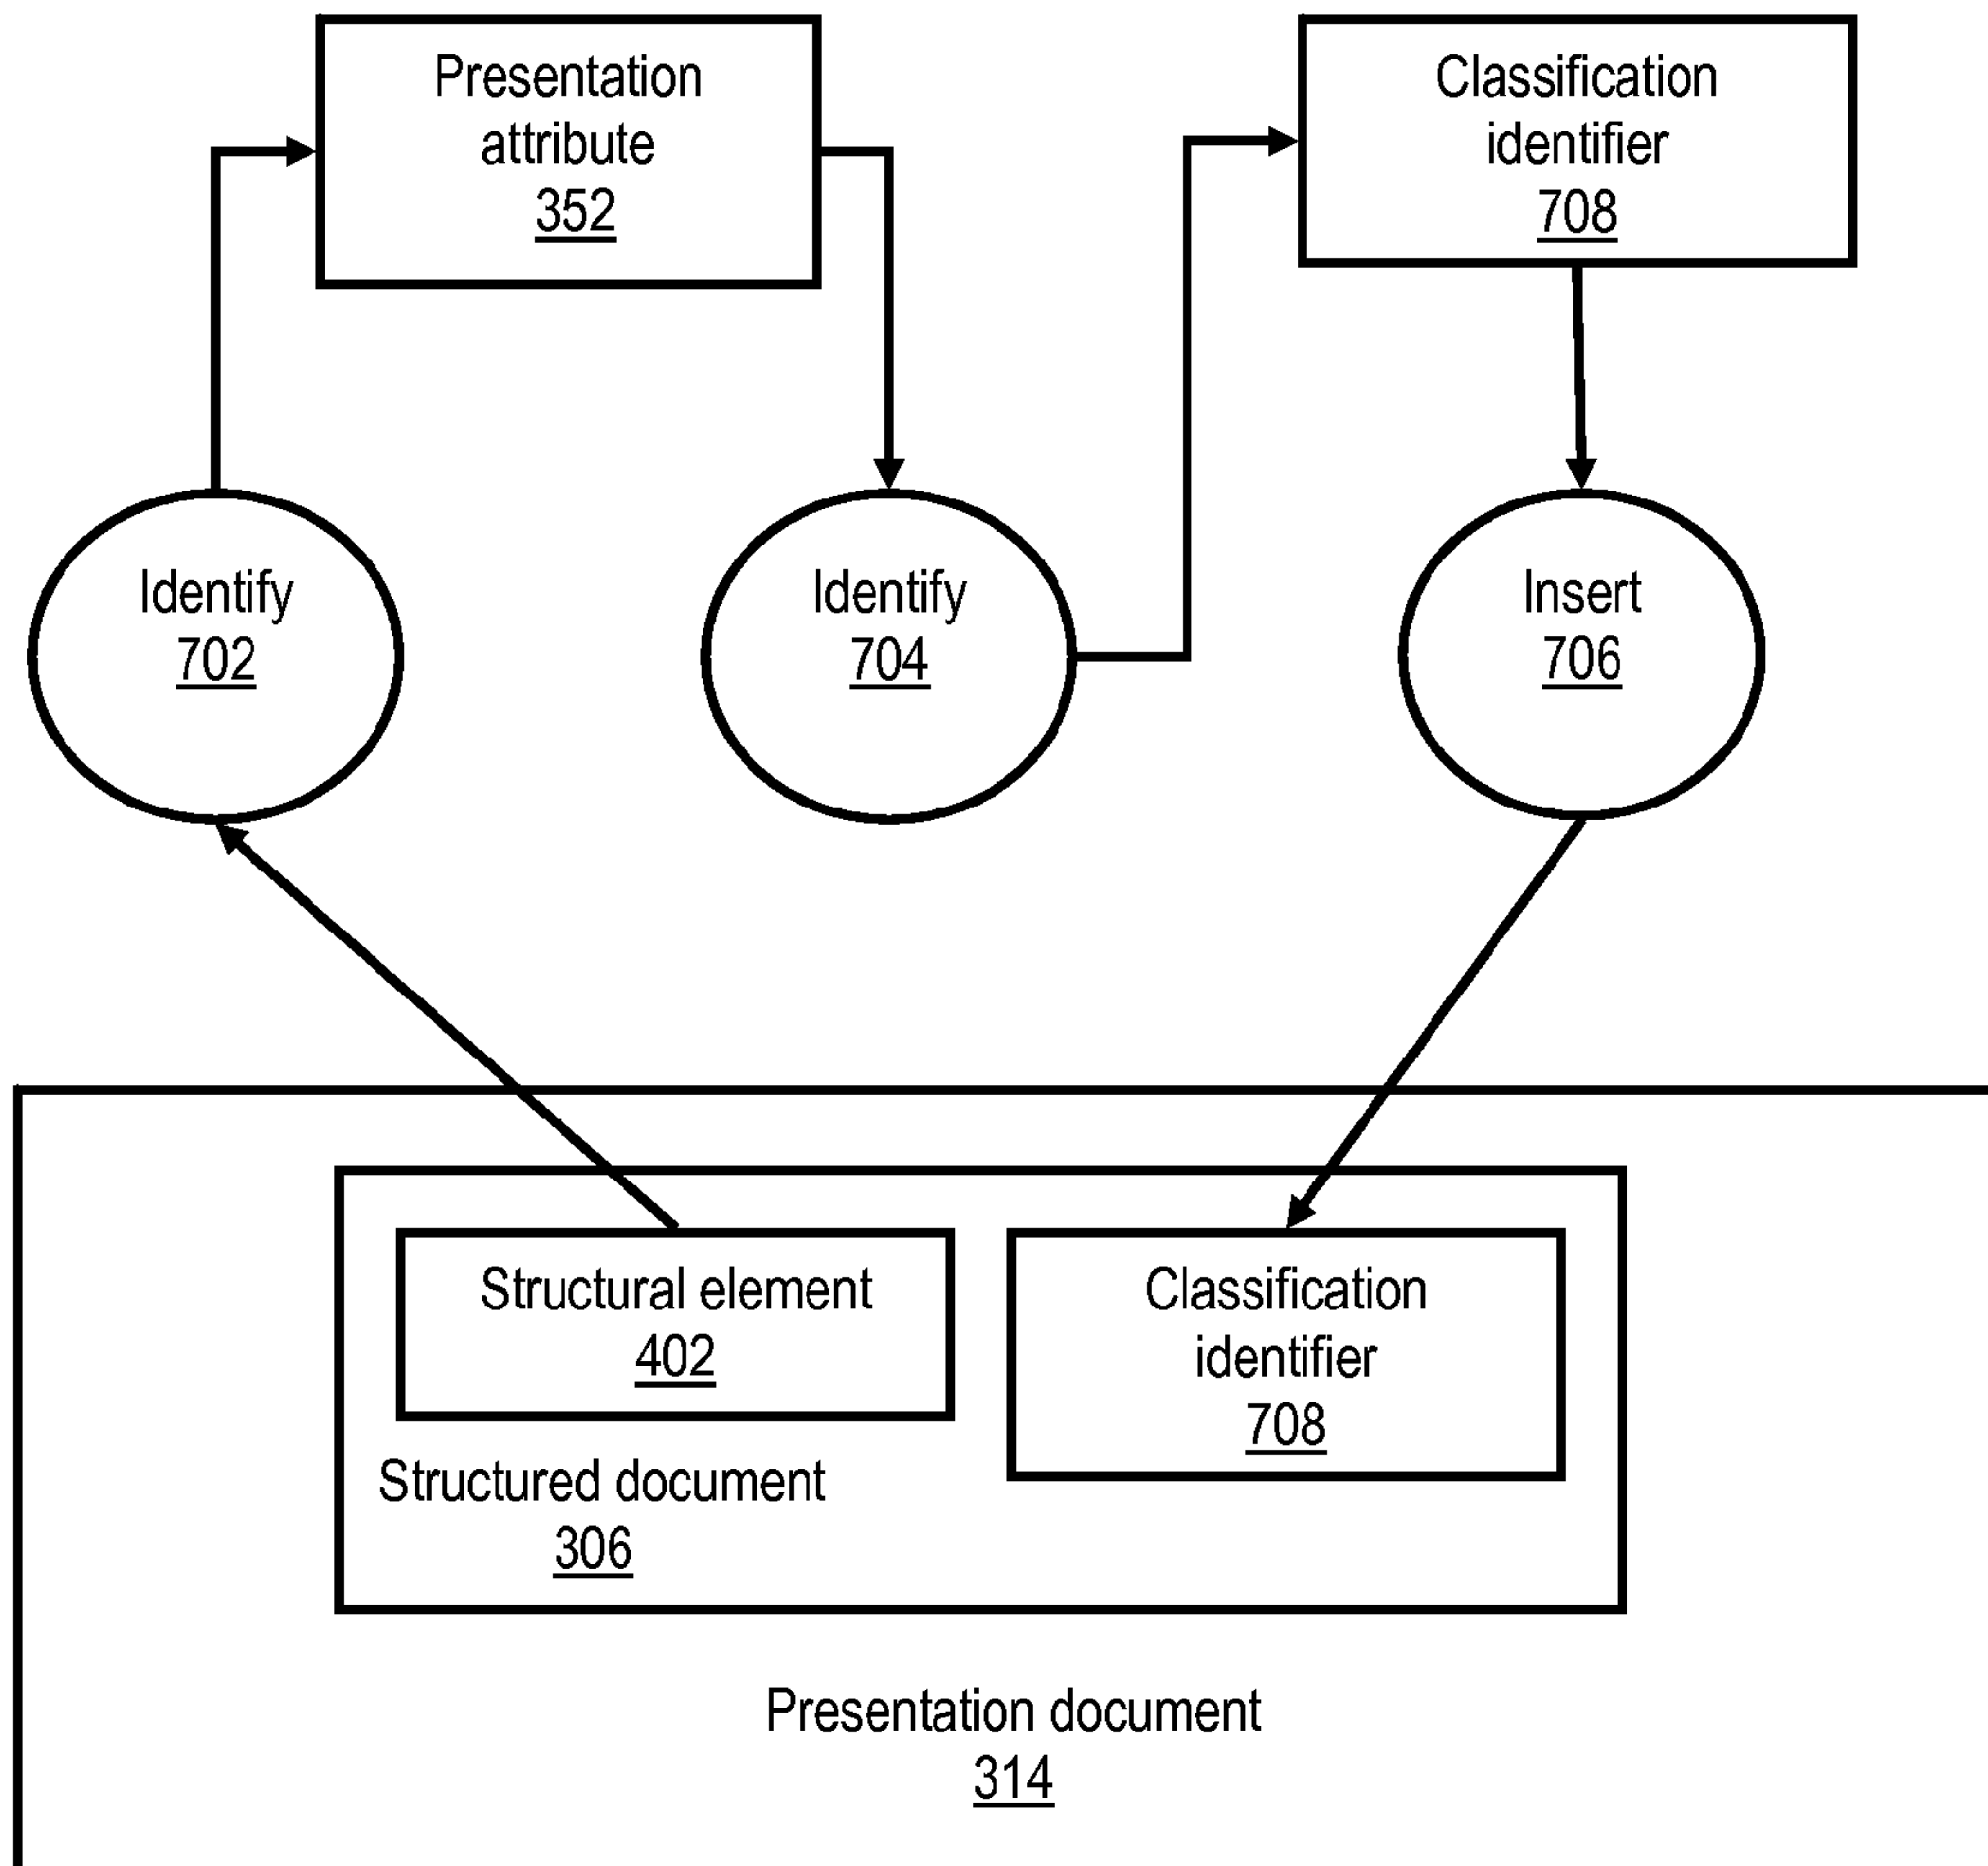 Presentation
attribute
352
Classification
identifier
708
Identify
702
Identify
704
Insert
706
Structural element
402
Classification
identifier
708
Structured document
306
Presentation document
314